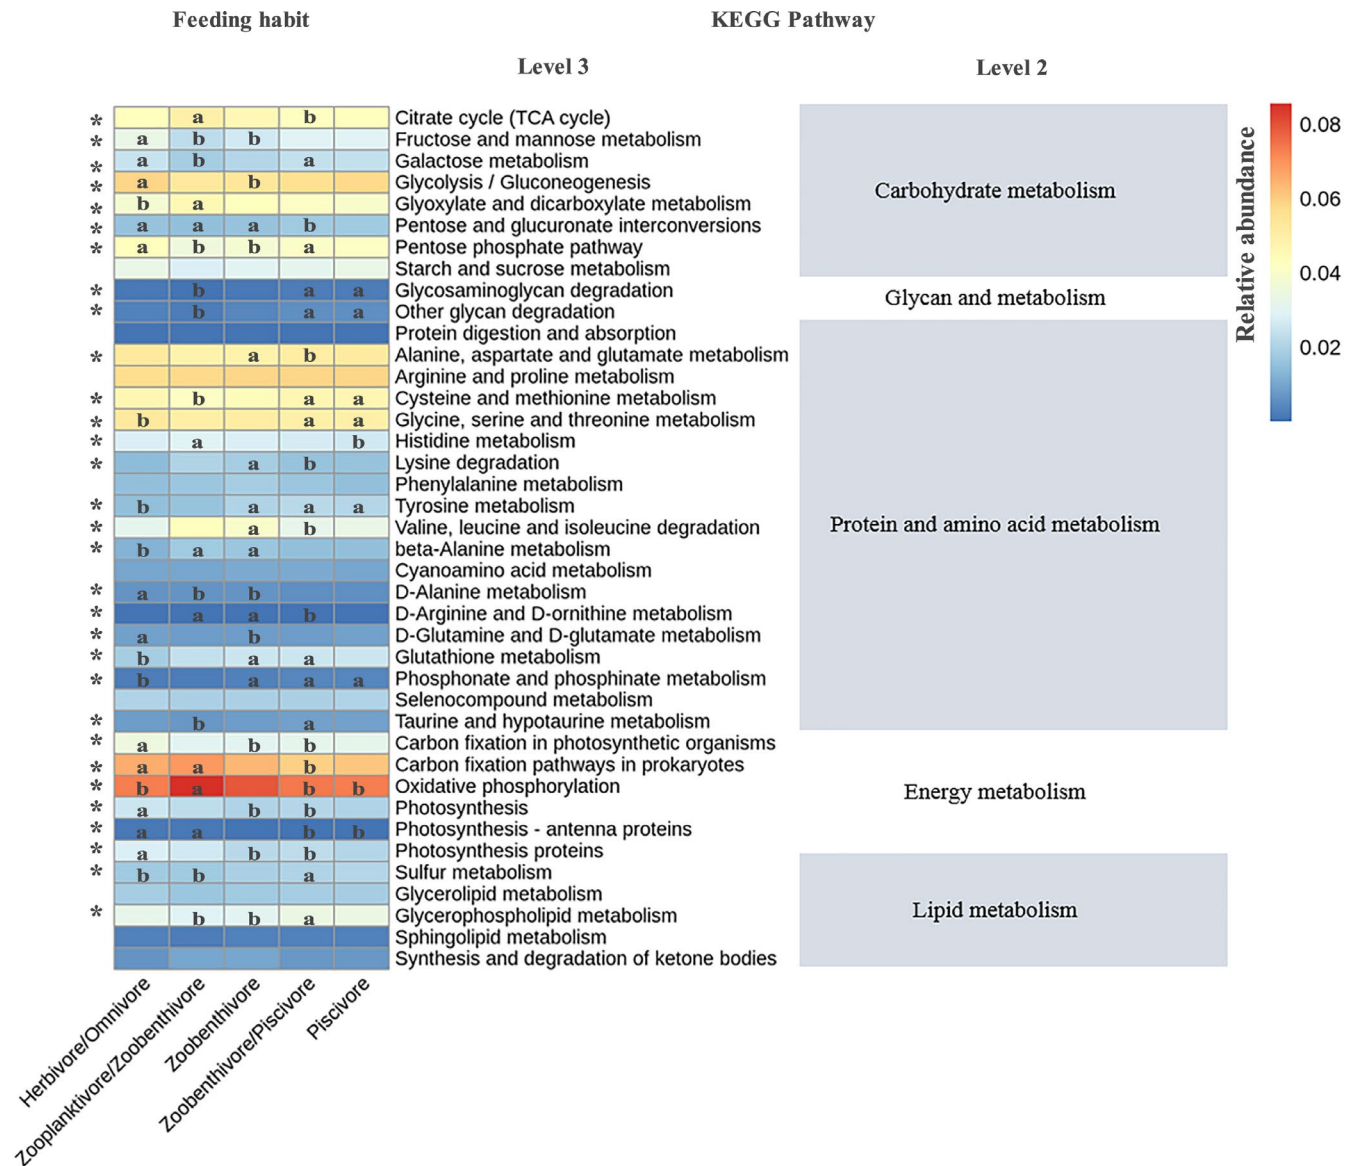 Feeding habit KEGG Pathway
Level 3 Level 2
* a b Citrate cycle (TCA cycle)
* a b b Fructose and mannose metabolism
* a b a Galactose metabolism
* a b Glycolysis / Gluconeogenesis
* b a Glyoxylate and dicarboxylate metabolism
* a a a b Pentose and glucuronate interconversions
* a b b a Pentose phosphate pathway
Starch and sucrose metabolism
* b a a Glycosaminoglycan degradation
* b a a Other glycan degradation
Protein digestion and absorption
* a b Alanine, aspartate and glutamate metabolism
Arginine and proline metabolism
* b a a Cysteine and methionine metabolism
* b a a Glycine, serine and threonine metabolism
* a b Histidine metabolism
* a b Lysine degradation
Phenylalanine metabolism
* b a a a Tyrosine metabolism
* a b Valine, leucine and isoleucine degradation
* b a a beta-Alanine metabolism
Cyanoamino acid metabolism
* a b b D-Alanine metabolism
* a a b D-Arginine and D-ornithine metabolism
* a b D-Glutamine and D-glutamate metabolism
* b a a Glutathione metabolism
* b a a a Phosphonate and phosphinate metabolism
Selenocompound metabolism
* b a Taurine and hypotaurine metabolism
* a b b Carbon fixation in photosynthetic organisms
* a a b Carbon fixation pathways in prokaryotes
* b a b b Oxidative phosphorylation
* a b b Photosynthesis
* a a b b Photosynthesis - antenna proteins
* a b b Photosynthesis proteins
* b b a Sulfur metabolism
Glycerolipid metabolism
* b b a Glycerophospholipid metabolism
Sphingolipid metabolism
Synthesis and degradation of ketone bodies
Carbohydrate metabolism
Glycan and metabolism
Protein and amino acid metabolism
Energy metabolism
Lipid metabolism
Relative abundance
0.08
0.06
0.04
0.02
Herbivore/Omnivore
Zooplanktivore/Zoobenthivore
Zoobenthivore
Zoobenthivore/Piscivore
Piscivore